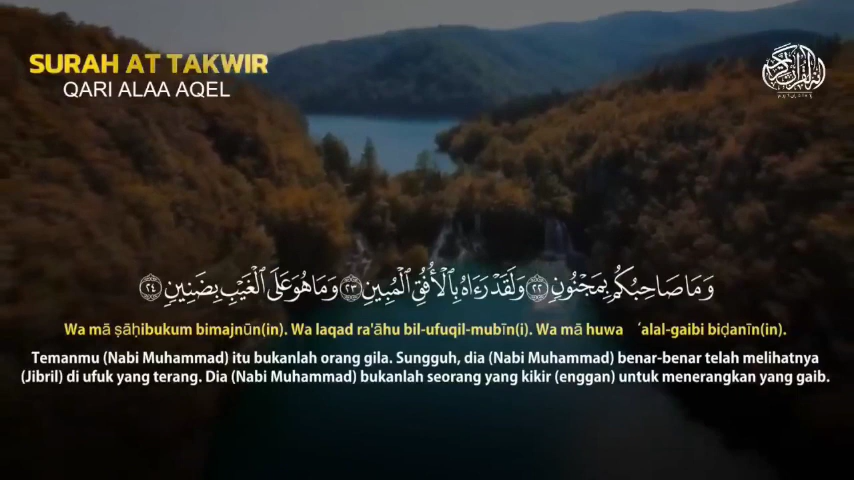 SURAH AT TAKWIR
QARI ALAA AQEL
القرآن الكريم
وَمَا صَاحِبُكُم بِمَجْنُونٍ ٢٢ وَلَقَدْ رَءَاهُ بِالْأُفُقِ الْمُبِينِ ٢٣ وَمَا هُوَ عَلَى الْغَيْبِ بِضَنِينٍ ٢٤
Wa mā ṣāḥibukum bimajnūn(in). Wa laqad ra'āhu bil-ufuqil-mubīn(i). Wa mā huwa ‘alal-gaibi biḍanīn(in).
Temanmu (Nabi Muhammad) itu bukanlah orang gila. Sungguh, dia (Nabi Muhammad) benar-benar telah melihatnya
(Jibril) di ufuk yang terang. Dia (Nabi Muhammad) bukanlah seorang yang kikir (enggan) untuk menerangkan yang gaib.